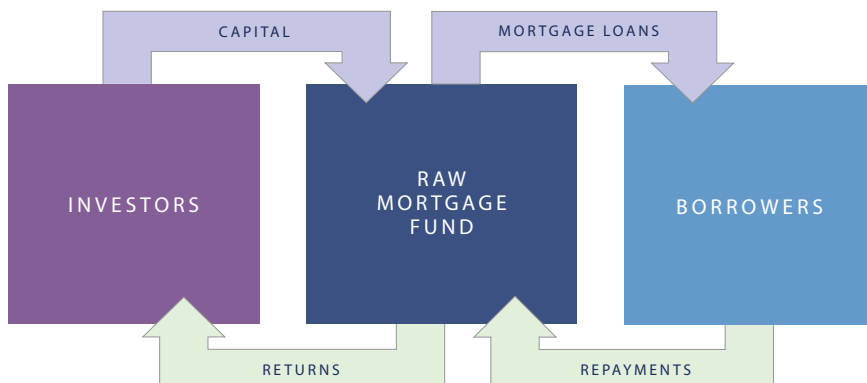 CAPITAL
MORTGAGE LOANS
INVESTORS
RAW
MORTGAGE
FUND
BORROWERS
RETURNS
REPAYMENTS